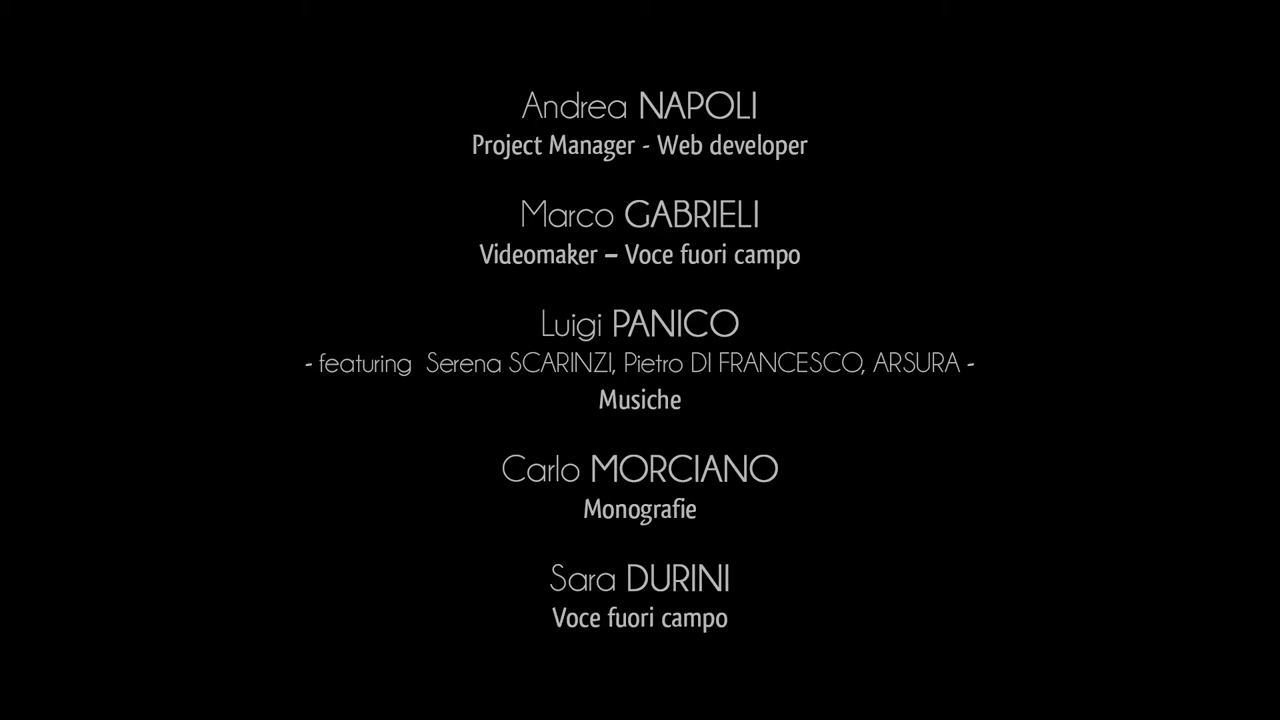 Andrea NAPOLI
Project Manager - Web developer
Marco GABRIELI
Videomaker – Voce fuori campo
Luigi PANICO
- featuring  Serena SCARINZI, Pietro DI FRANCESCO, ARSURA -
Musiche
Carlo MORCIANO
Monografie
Sara DURINI
Voce fuori campo